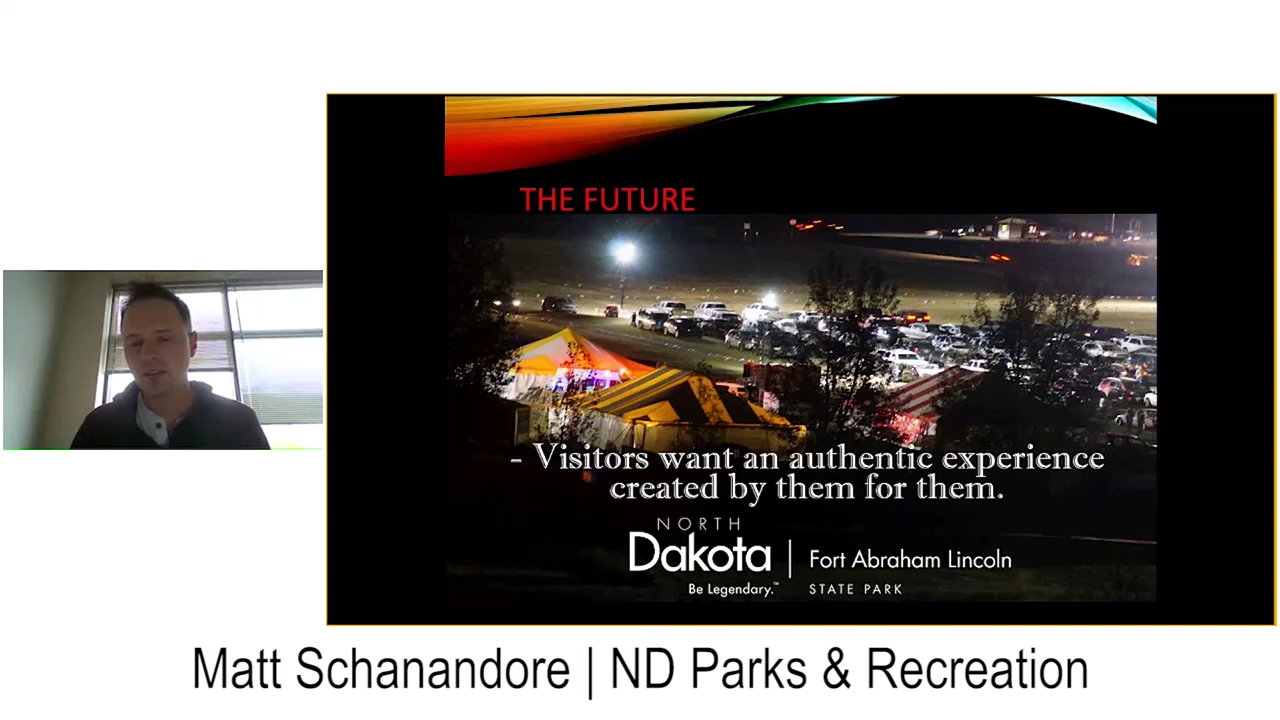 THE FUTURE
- Visitors want an authentic experience
created by them for them.
NORTH
Dakota | Fort Abraham Lincoln
Be Legendary.™ STATE PARK
Matt Schanandore | ND Parks & Recreation